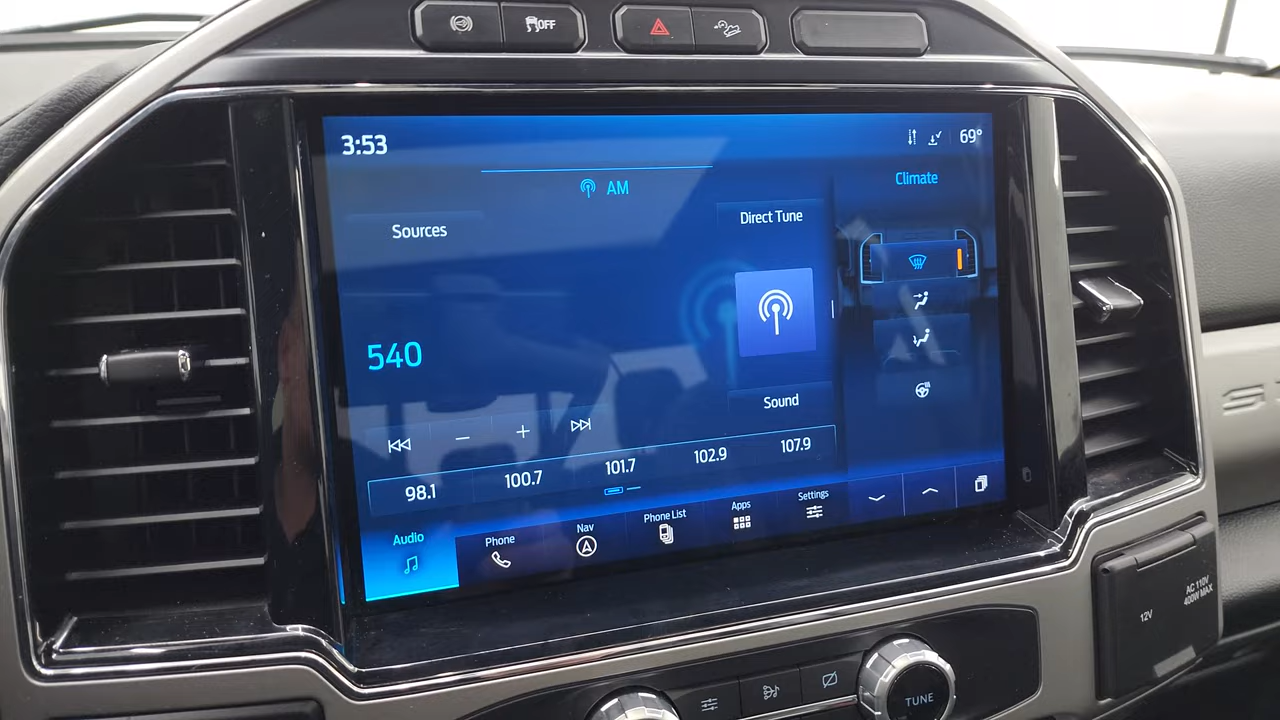 OFF
3:53
69°
AM
Climate
Sources
Direct Tune
540
Sound
98.1
100.7
101.7
102.9
107.9
Audio
Phone
Nav
Phone List
Apps
Settings
12V
AC 110V
400W MAX
TUNE